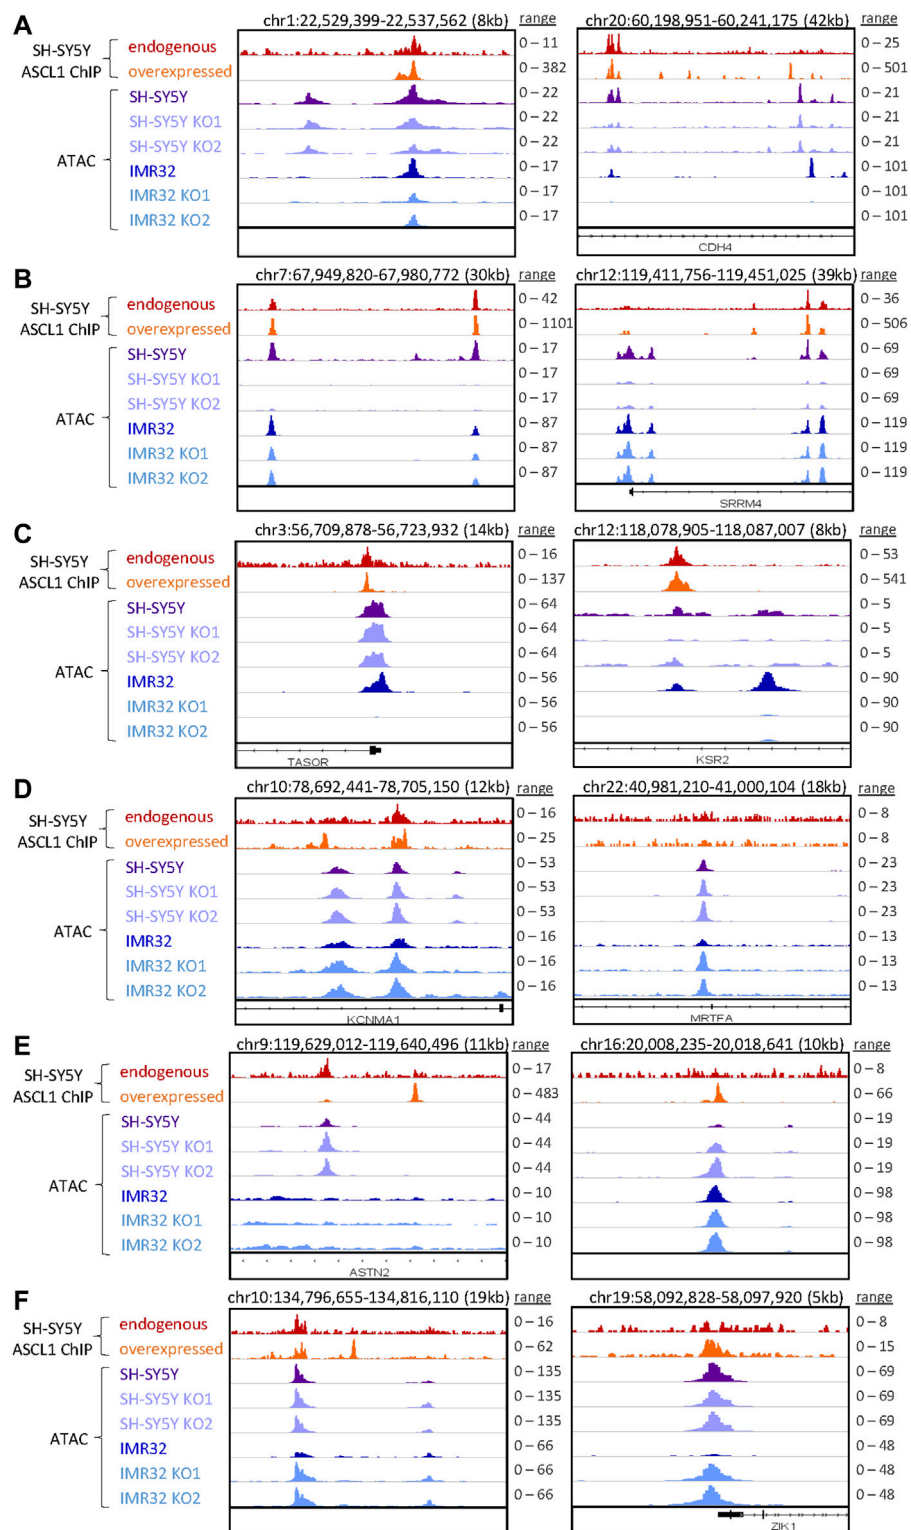 A
chr1:22,529,399-22,537,562 (8kb) range chr20:60,198,951-60,241,175 (42kb) range
SH-SY5Y
ASCL1 ChIP
endogenous 0-11 0-25
overexpressed 0-382 0-501
ATAC
SH-SY5Y 0-22 0-21
SH-SY5Y KO1 0-22 0-21
SH-SY5Y KO2 0-22 0-21
IMR32 0-17 0-101
IMR32 KO1 0-17 0-101
IMR32 KO2 0-17 0-101
CDH4
B
chr7:67,949,820-67,980,772 (30kb) range chr12:119,411,756-119,451,025 (39kb) range
SH-SY5Y
ASCL1 ChIP
endogenous 0-42 0-36
overexpressed 0-1101 0-506
ATAC
SH-SY5Y 0-17 0-69
SH-SY5Y KO1 0-17 0-69
SH-SY5Y KO2 0-17 0-69
IMR32 0-87 0-119
IMR32 KO1 0-87 0-119
IMR32 KO2 0-87 0-119
SRRM4
C
chr3:56,709,878-56,723,932 (14kb) range chr12:118,078,905-118,087,007 (8kb) range
SH-SY5Y
ASCL1 ChIP
endogenous 0-16 0-53
overexpressed 0-137 0-541
ATAC
SH-SY5Y 0-64 0-5
SH-SY5Y KO1 0-64 0-5
SH-SY5Y KO2 0-64 0-5
IMR32 0-56 0-90
IMR32 KO1 0-56 0-90
IMR32 KO2 0-56 0-90
TASOR KSR2
D
chr10:78,692,441-78,705,150 (12kb) range chr22:40,981,210-41,000,104 (18kb) range
SH-SY5Y
ASCL1 ChIP
endogenous 0-16 0-8
overexpressed 0-25 0-8
ATAC
SH-SY5Y 0-53 0-23
SH-SY5Y KO1 0-53 0-23
SH-SY5Y KO2 0-53 0-23
IMR32 0-16 0-13
IMR32 KO1 0-16 0-13
IMR32 KO2 0-16 0-13
KCNMA1 MRTFA
E
chr9:119,629,012-119,640,496 (11kb) range chr16:20,008,235-20,018,641 (10kb) range
SH-SY5Y
ASCL1 ChIP
endogenous 0-17 0-8
overexpressed 0-483 0-66
ATAC
SH-SY5Y 0-44 0-19
SH-SY5Y KO1 0-44 0-19
SH-SY5Y KO2 0-44 0-19
IMR32 0-10 0-98
IMR32 KO1 0-10 0-98
IMR32 KO2 0-10 0-98
ASTN2
F
chr10:134,796,655-134,816,110 (19kb) range chr19:58,092,828-58,097,920 (5kb) range
SH-SY5Y
ASCL1 ChIP
endogenous 0-16 0-8
overexpressed 0-62 0-15
ATAC
SH-SY5Y 0-135 0-69
SH-SY5Y KO1 0-135 0-69
SH-SY5Y KO2 0-135 0-69
IMR32 0-66 0-48
IMR32 KO1 0-66 0-48
IMR32 KO2 0-66 0-48
ZIK1